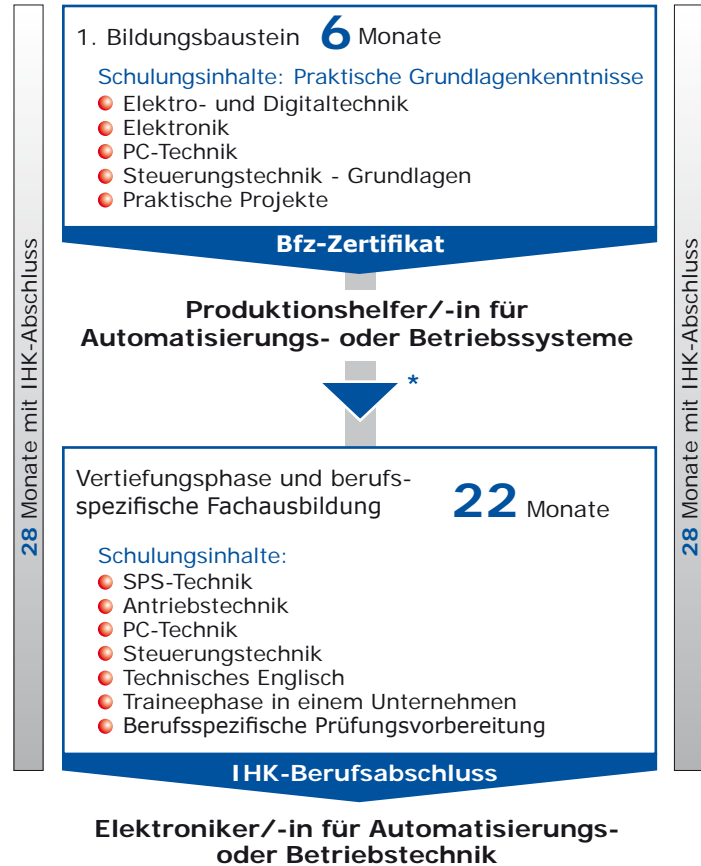 1. Bildungsbaustein 6 Monate
Schulungsinhalte: Praktische Grundlagenkenntnisse
Elektro- und Digitaltechnik
Elektronik
PC-Technik
Steuerungstechnik - Grundlagen
Praktische Projekte
Bfz-Zertifikat
Produktionshelfer/-in für
Automatisierungs- oder Betriebssysteme
*
Vertiefungsphase und berufs-
spezifische Fachausbildung 22 Monate
Schulungsinhalte:
SPS-Technik
Antriebstechnik
PC-Technik
Steuerungstechnik
Technisches Englisch
Traineephase in einem Unternehmen
Berufsspezifische Prüfungsvorbereitung
IHK-Berufsabschluss
Elektroniker/-in für Automatisierungs-
oder Betriebstechnik
28 Monate mit IHK-Abschluss
28 Monate mit IHK-Abschluss